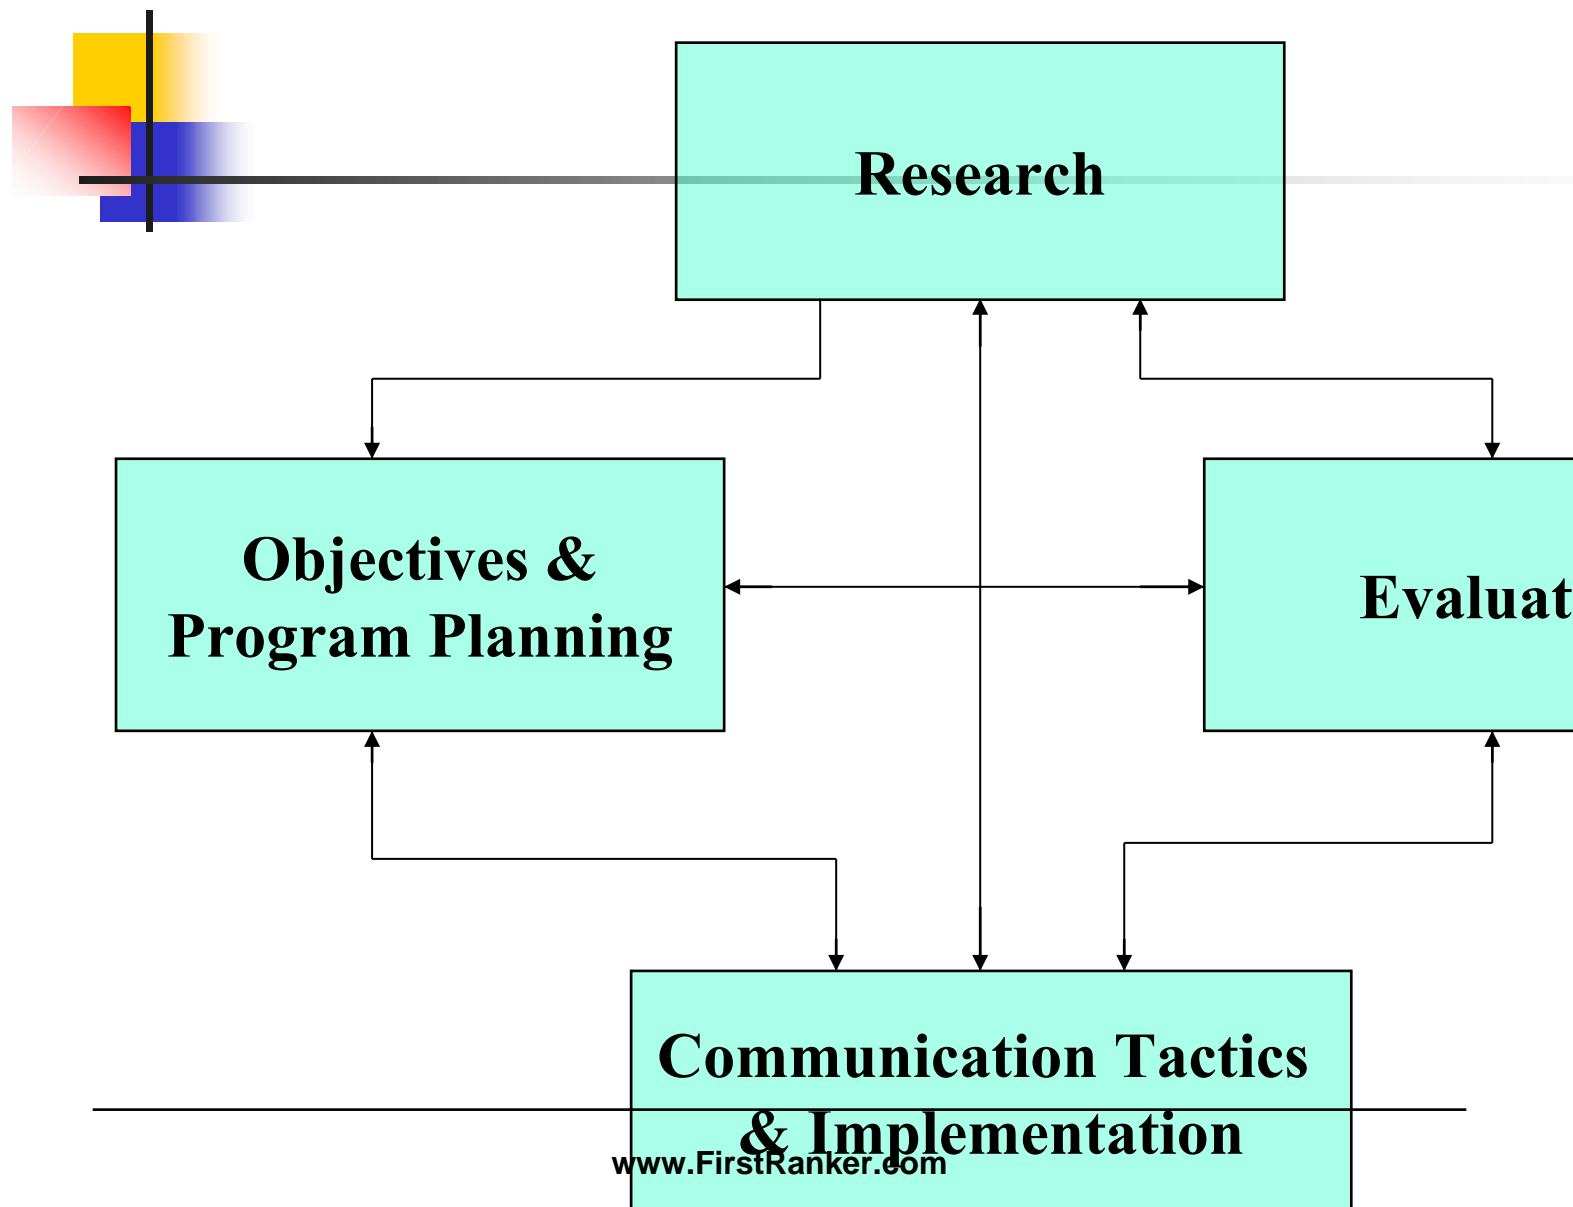 Research
Objectives &
Program Planning
Evaluat
Communication Tactics
& Implementation
www.FirstRanker.com